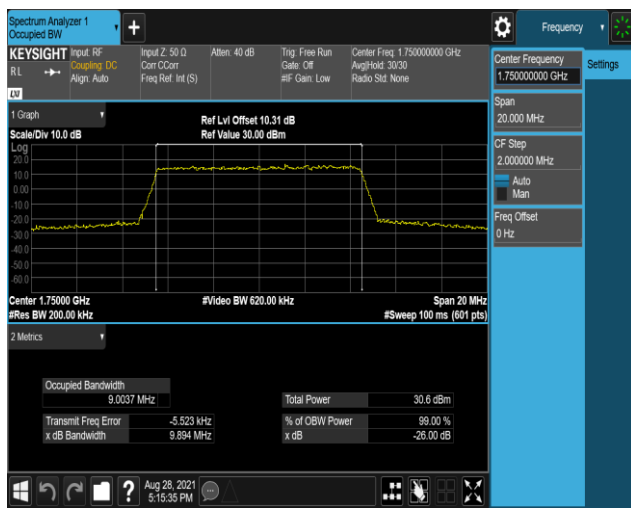 Spectrum Analyzer 1
Occupied BW
+
Frequency
KEYSIGHT
RL
LXI
Input: RF
Coupling: DC
Align: Auto
Input Z: 50 Ω
Corr CCorr
Freq Ref: Int (S)
Atten: 40 dB
Trig: Free Run
Gate: Off
#IF Gain: Low
Center Freq: 1.750000000 GHz
Avg|Hold: 30/30
Radio Std: None
Center Frequency
1.750000000 GHz
Settings
Span
20.000 MHz
CF Step
2.000000 MHz
Auto
Man
Freq Offset
0 Hz
1 Graph
Scale/Div 10.0 dB
Ref Lvl Offset 10.31 dB
Ref Value 30.00 dBm
Log
20.0
10.0
0.00
-10.0
-20.0
-30.0
-40.0
-50.0
-60.0
Center 1.75000 GHz
#Res BW 200.00 kHz
#Video BW 620.00 kHz
Span 20 MHz
#Sweep 100 ms (601 pts)
2 Metrics
Occupied Bandwidth
9.0037 MHz
Total Power 30.6 dBm
Transmit Freq Error -5.523 kHz
% of OBW Power 99.00 %
x dB Bandwidth 9.894 MHz
x dB -26.00 dB
?
Aug 28, 2021
5:15:35 PM